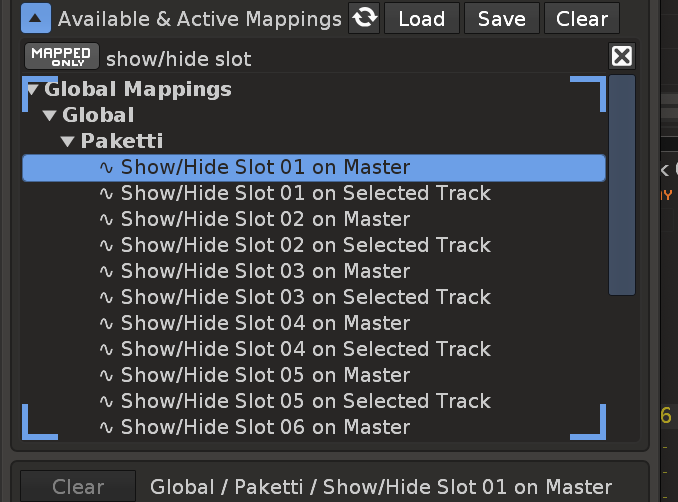 Available & Active Mappings Load Save Clear
MAPPED ONLY show/hide slot
Global Mappings
Global
Paketti
Show/Hide Slot 01 on Master
Show/Hide Slot 01 on Selected Track
Show/Hide Slot 02 on Master
Show/Hide Slot 02 on Selected Track
Show/Hide Slot 03 on Master
Show/Hide Slot 03 on Selected Track
Show/Hide Slot 04 on Master
Show/Hide Slot 04 on Selected Track
Show/Hide Slot 05 on Master
Show/Hide Slot 05 on Selected Track
6
Show/Hide Slot 06 on Master
Clear Global / Paketti / Show/Hide Slot 01 on Master